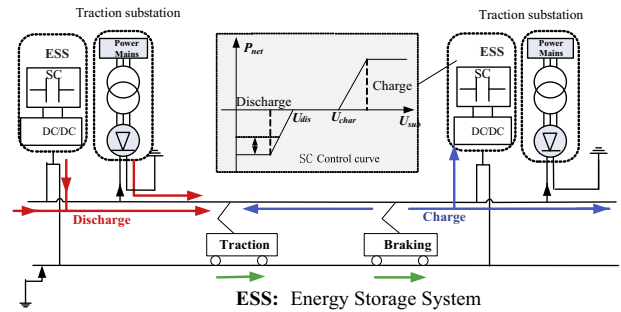 Traction substation
Traction substation
ESS
SC
DC/DC
Power
Mains
P_net
Discharge
U_dis
U_char
Charge
U_sub
SC Control curve
ESS
SC
DC/DC
Power
Mains
Discharge
Charge
Traction
Braking
ESS: Energy Storage System